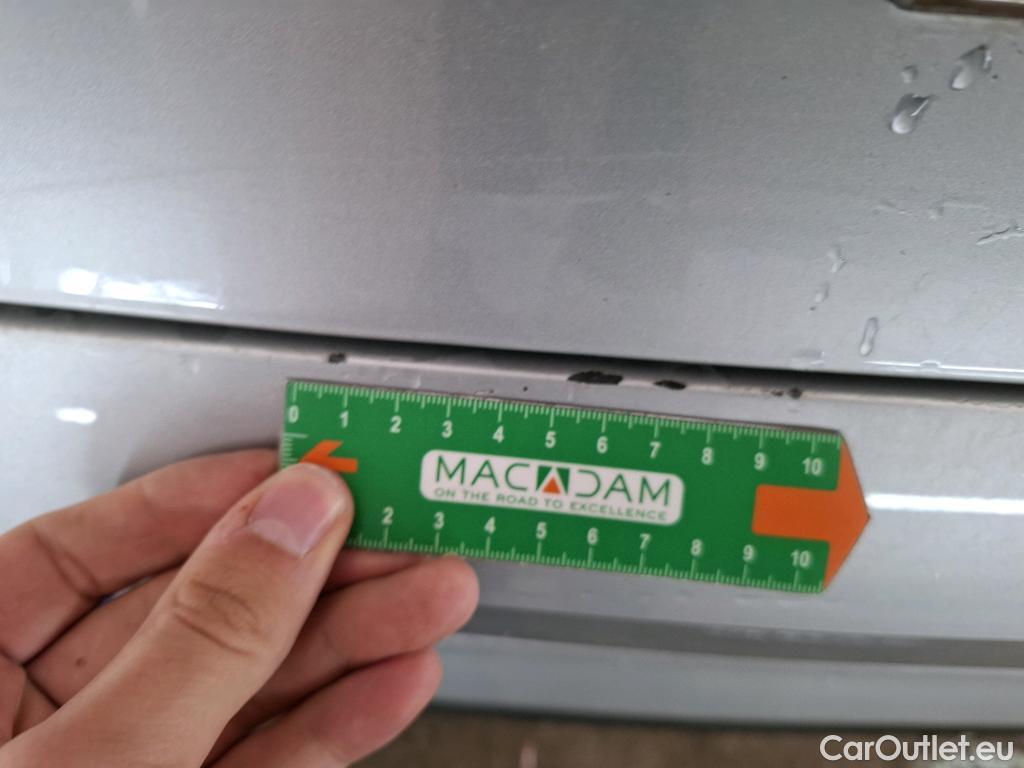 0 1 2 3 4 5 6 7 8 9 10
MACADAM
ON THE ROAD TO EXCELLENCE
2 3 4 5 6 7 8 9 10
CarOutlet.eu